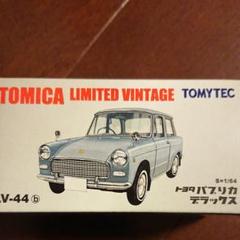 TOMICA LIMITED VINTAGE TOMYTEC
S=1/64
LV-44 b トヨタ パブリカ
デラックス